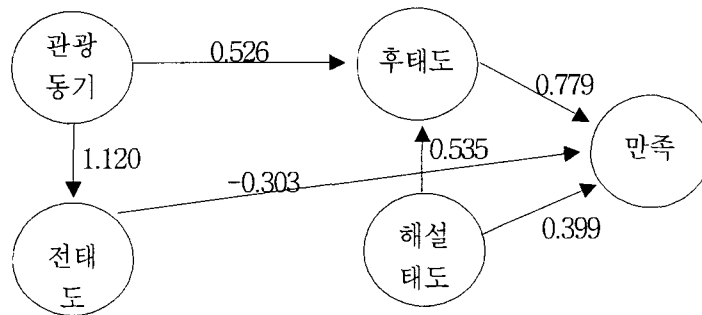 관광
동기
0.526
후태도
0.779
만족
1.120
-0.303
0.535
전태
도
해설
태도
0.399